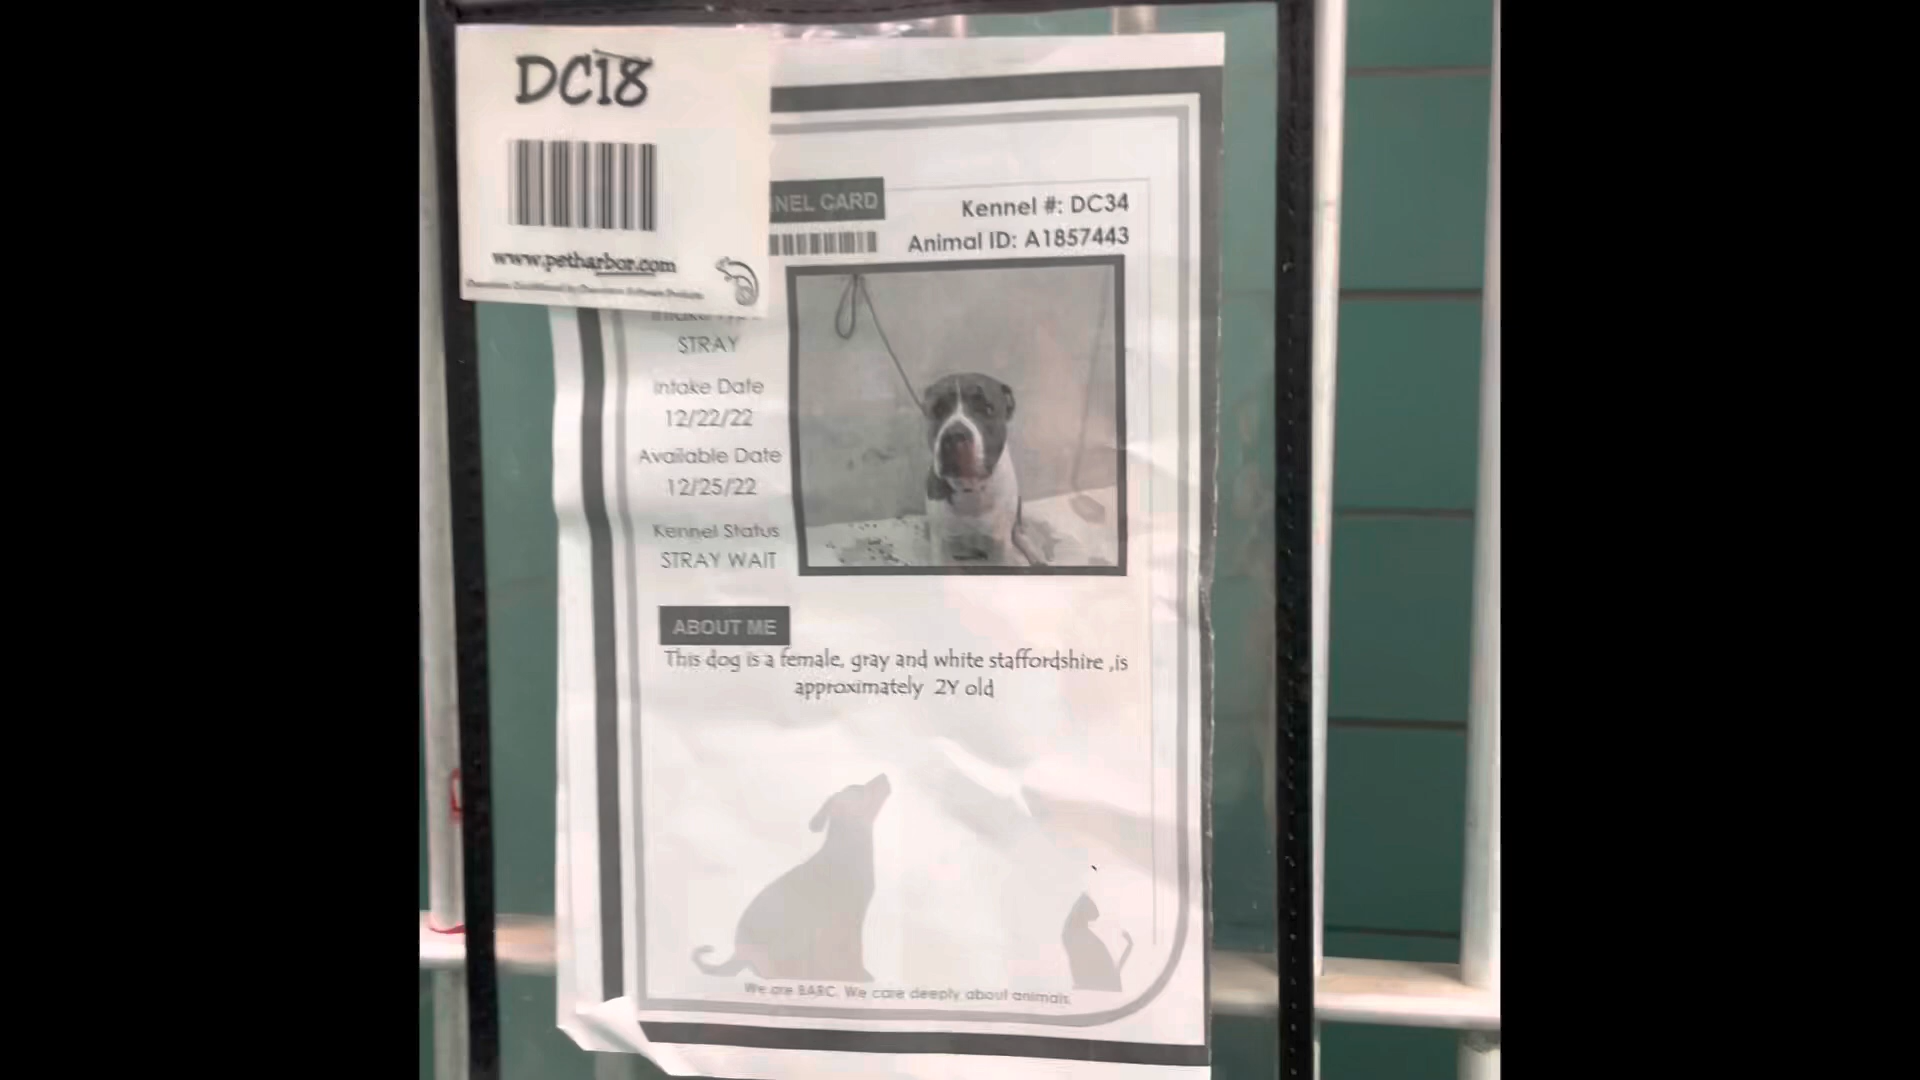 DC18
www.petharbor.com
NEL CARD
Kennel #: DC34
Animal ID: A1857443
STRAY
Intake Date
12/22/22
Available Date
12/25/22
Kennel Status
STRAY WAIT
ABOUT ME
This dog is a female, gray and white staffordshire ,is
approximately 2Y old
We are BARC. We care deeply about animals.